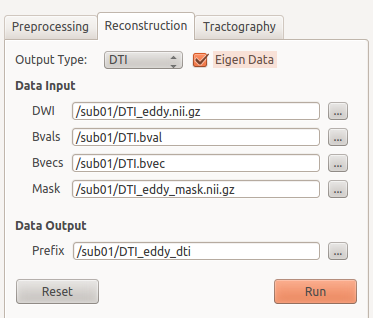 Preprocessing Reconstruction Tractography
Output Type: DTI Eigen Data
Data Input
DWI /sub01/DTI_eddy.nii.gz ...
Bvals /sub01/DTI.bval ...
Bvecs /sub01/DTI.bvec ...
Mask /sub01/DTI_eddy_mask.nii.gz ...
Data Output
Prefix /sub01/DTI_eddy_dti ...
Reset Run